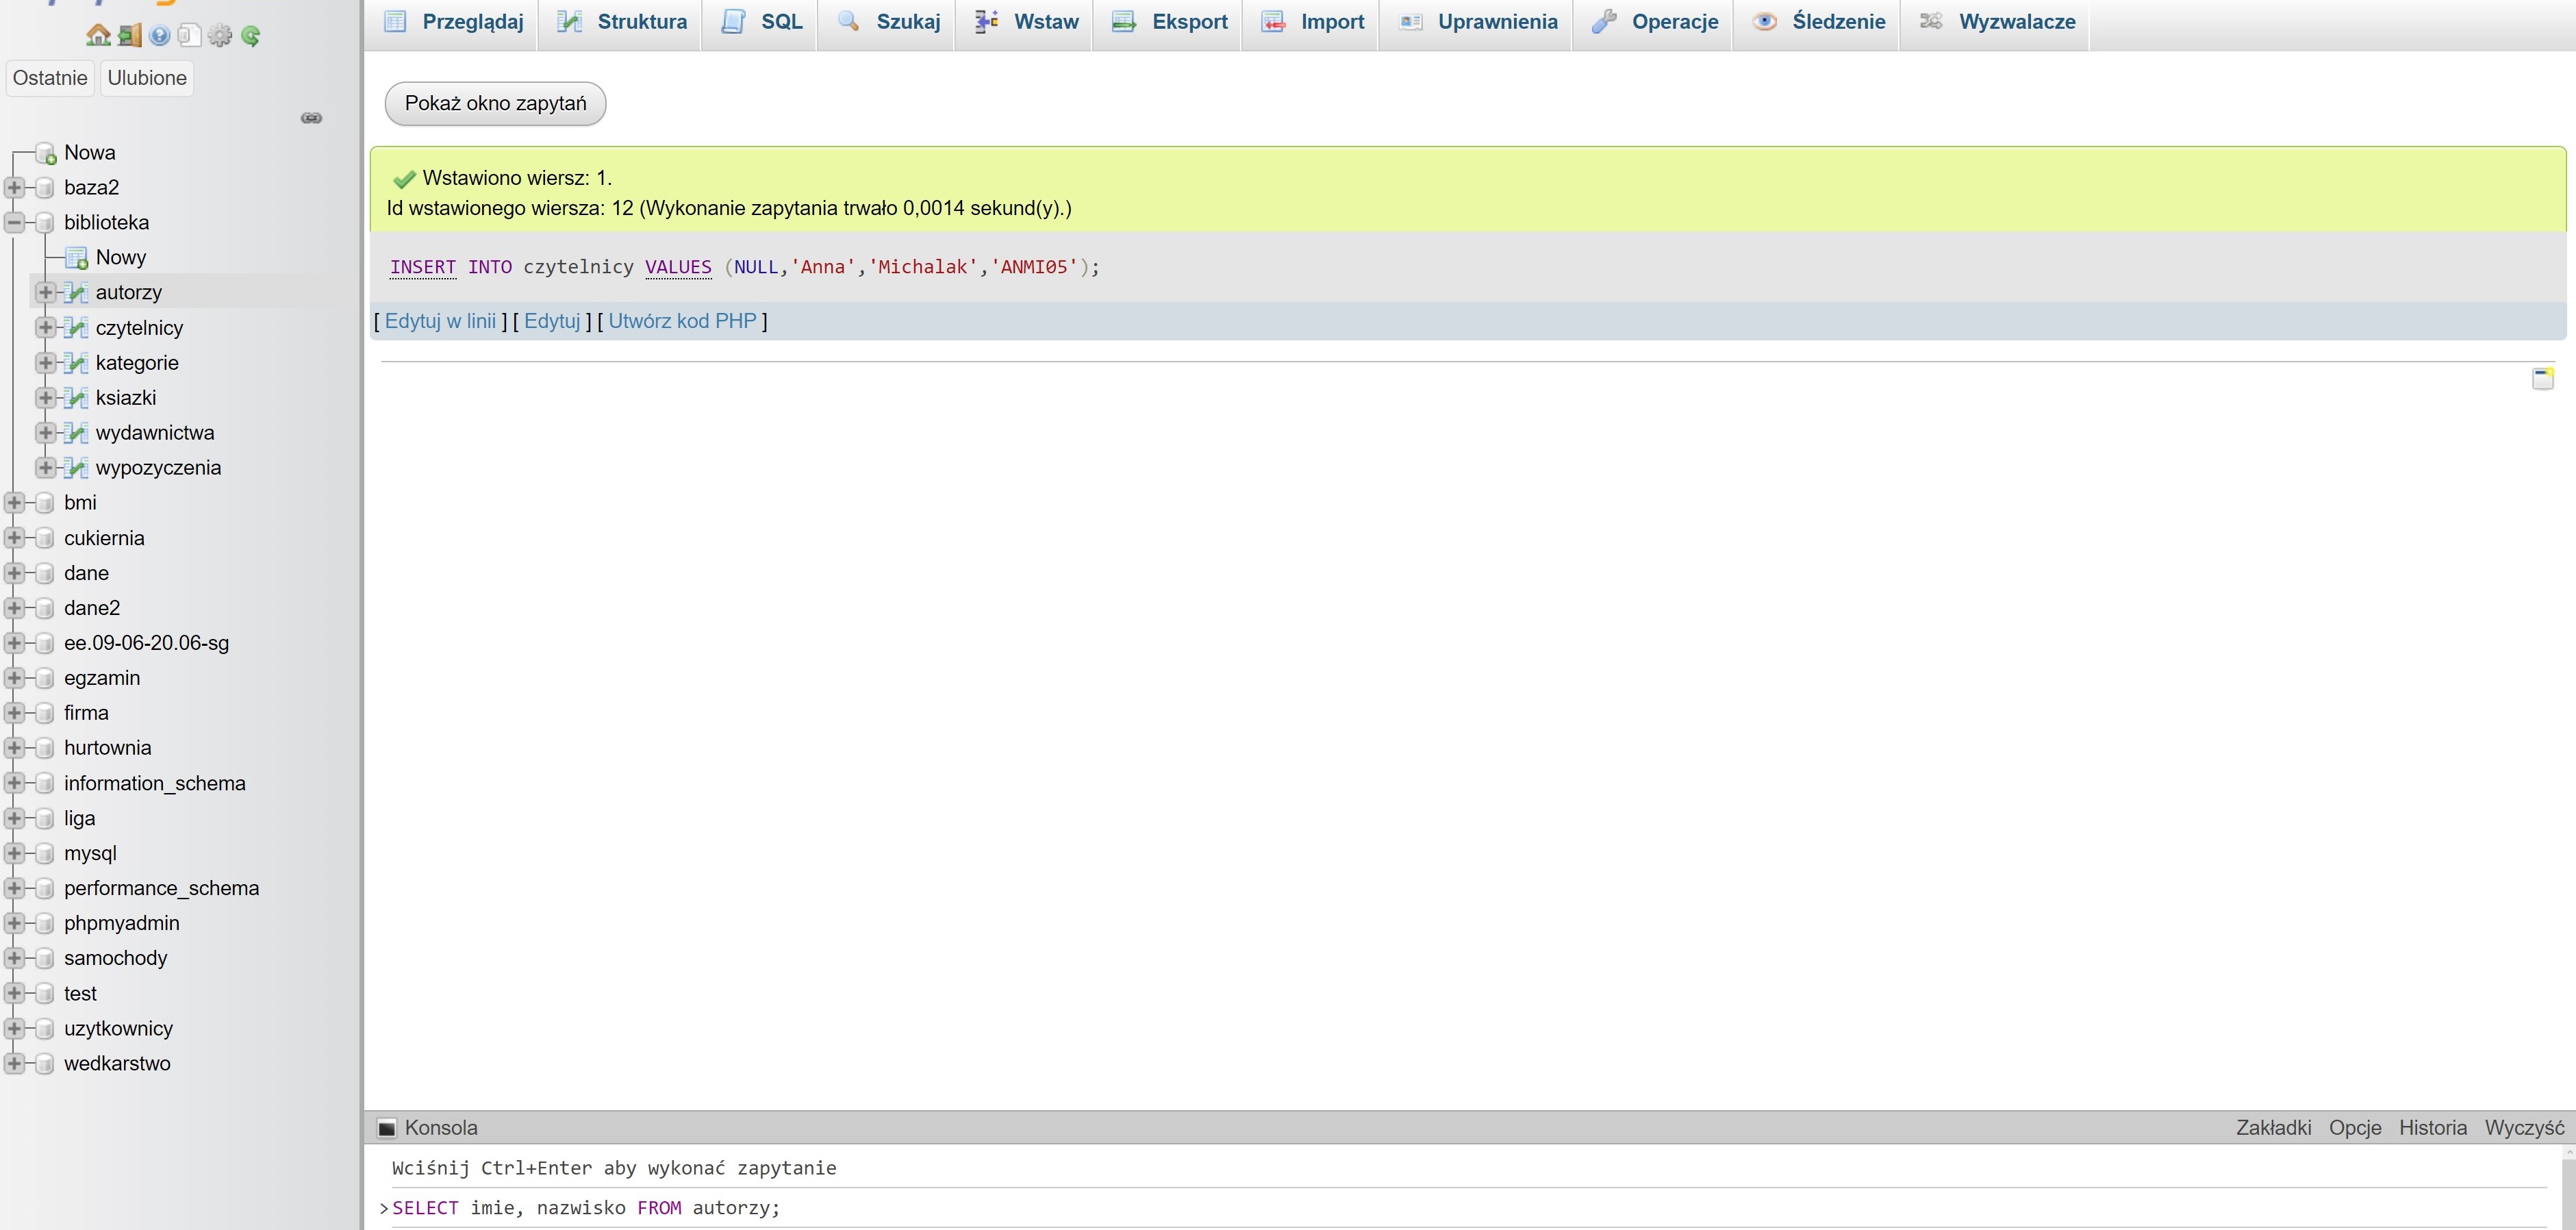 Ostatnie Ulubione
Nowa
baza2
biblioteka
Nowy
autorzy
czytelnicy
kategorie
ksiazki
wydawnictwa
wypozyczenia
bmi
cukiernia
dane
dane2
ee.09-06-20.06-sg
egzamin
firma
hurtownia
information_schema
liga
mysql
performance_schema
phpmyadmin
samochody
test
uzytkownicy
wedkarstwo
Przeglądaj Struktura SQL Szukaj Wstaw Eksport Import Uprawnienia Operacje Śledzenie Wyzwalacze
Pokaż okno zapytań
Wstawiono wiersz: 1.
Id wstawionego wiersza: 12 (Wykonanie zapytania trwało 0,0014 sekund(y).)
INSERT INTO czytelnicy VALUES (NULL,'Anna','Michalak','ANMI05');
[ Edytuj w linii ] [ Edytuj ] [ Utwórz kod PHP ]
Konsola Zakładki Opcje Historia Wyczyść
Wciśnij Ctrl+Enter aby wykonać zapytanie
>SELECT imie, nazwisko FROM autorzy;